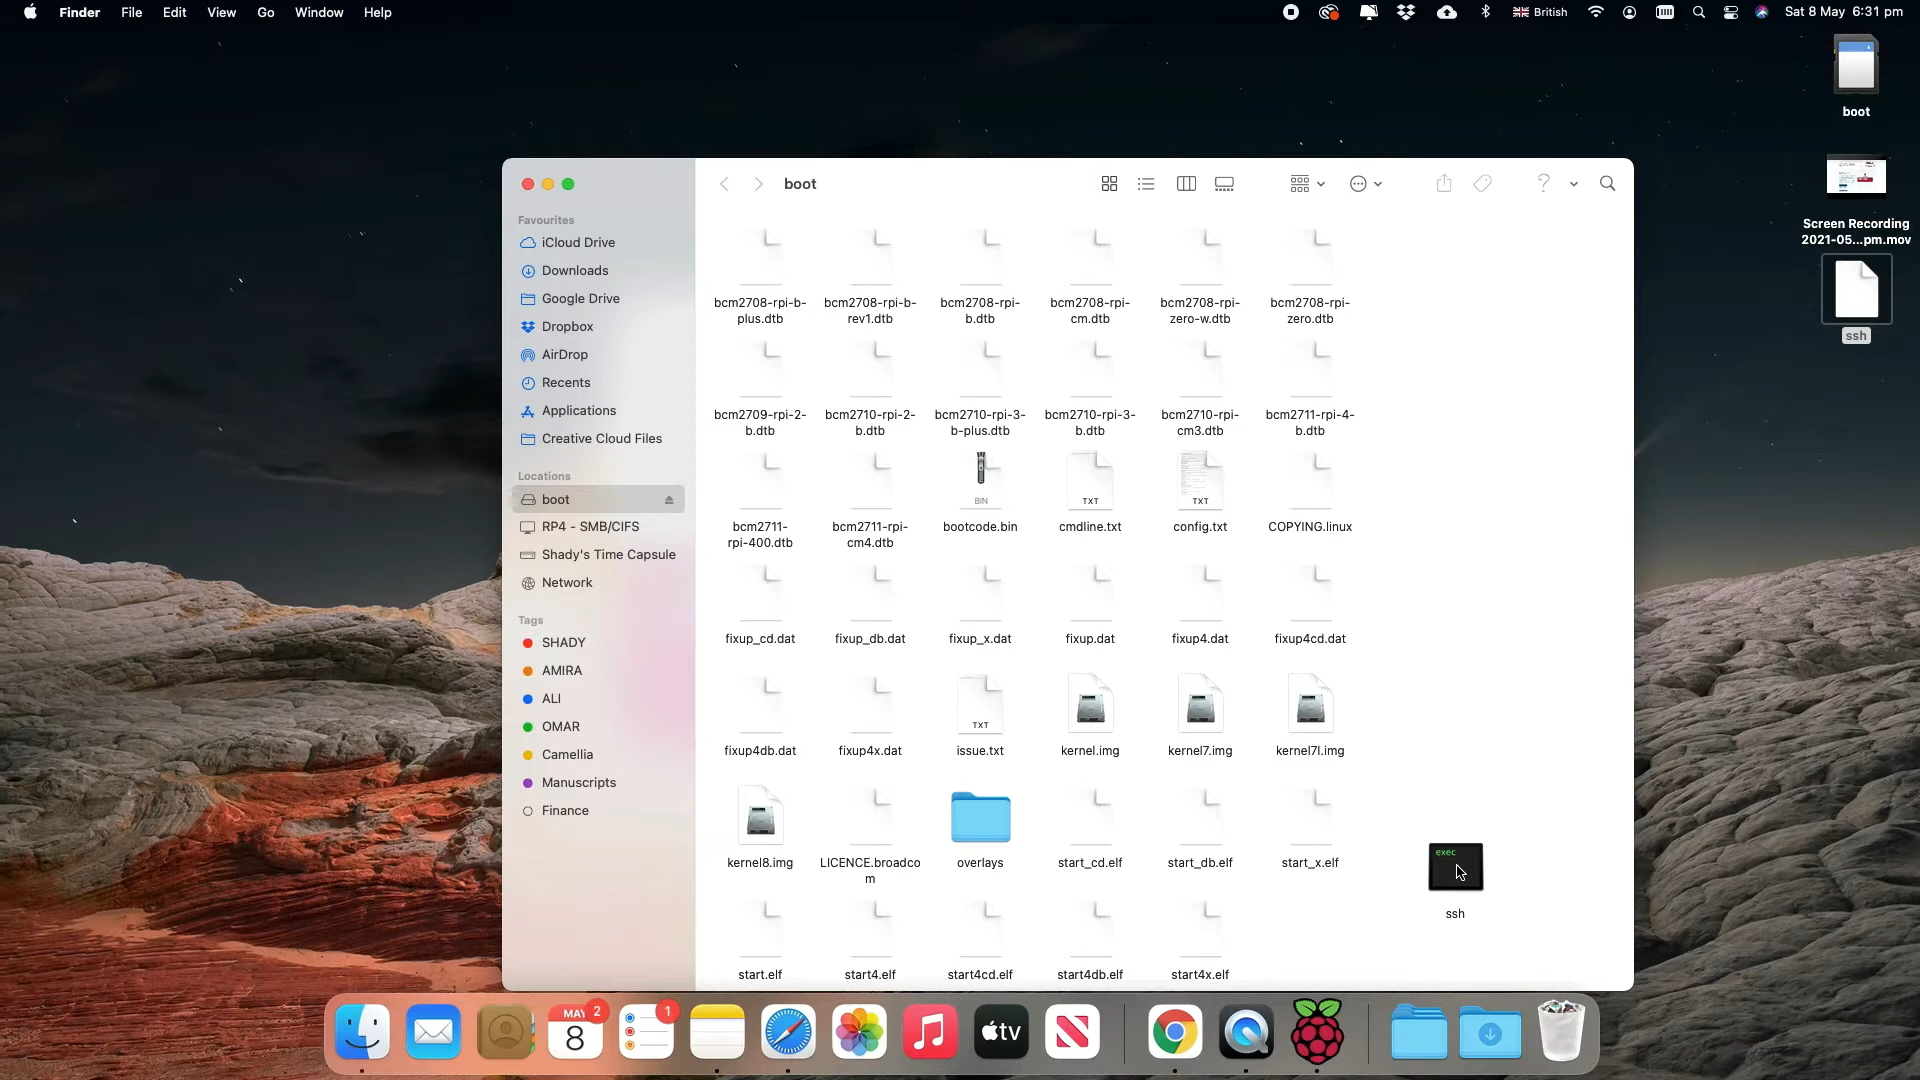 Finder File Edit View Go Window Help
British Sat 8 May 6:31 pm
boot
Screen Recording
2021-05...pm.mov
ssh
boot
Favourites
iCloud Drive
Downloads
Google Drive
Dropbox
AirDrop
Recents
Applications
Creative Cloud Files
Locations
boot
RP4 - SMB/CIFS
Shady's Time Capsule
Network
Tags
SHADY
AMIRA
ALI
OMAR
Camellia
Manuscripts
Finance
bcm2708-rpi-b- bcm2708-rpi-b- bcm2708-rpi- bcm2708-rpi- bcm2708-rpi- bcm2708-rpi-
plus.dtb rev1.dtb b.dtb cm.dtb zero-w.dtb zero.dtb
bcm2709-rpi-2- bcm2710-rpi-2- bcm2710-rpi-3- bcm2710-rpi-3- bcm2710-rpi- bcm2711-rpi-4-
b.dtb b.dtb b-plus.dtb b.dtb cm3.dtb b.dtb
BIN TXT TXT
bcm2711- bcm2711-rpi- bootcode.bin cmdline.txt config.txt COPYING.linux
rpi-400.dtb cm4.dtb
fixup_cd.dat fixup_db.dat fixup_x.dat fixup.dat fixup4.dat fixup4cd.dat
TXT
fixup4db.dat fixup4x.dat issue.txt kernel.img kernel7.img kernel7l.img
kernel8.img LICENCE.broadco overlays start_cd.elf start_db.elf start_x.elf
m
exec
ssh
start.elf start4.elf start4cd.elf start4db.elf start4x.elf
MAY 2
8
1
tv